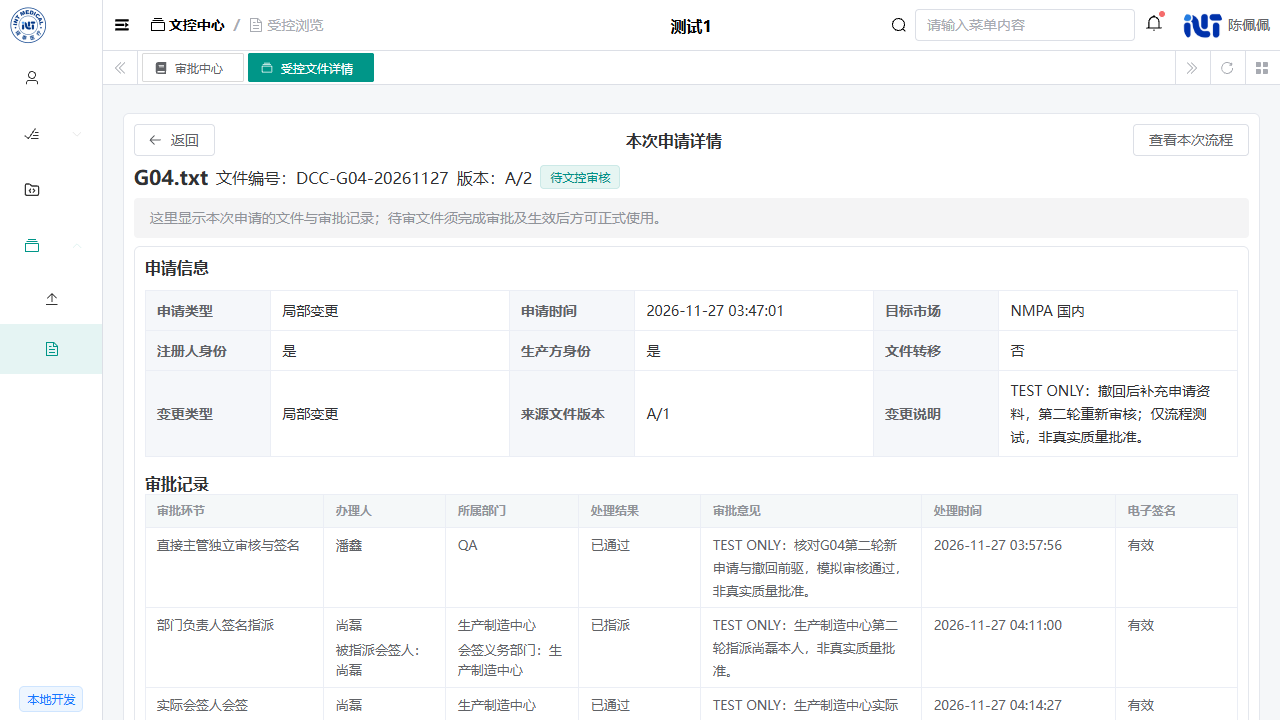 文控中心 / 受控浏览
测试1
请输入菜单内容
陈佩佩
审批中心
受控文件详情
返回
本次申请详情
查看本次流程
G04.txt 文件编号：DCC-G04-20261127 版本：A/2 待文控审核
这里显示本次申请的文件与审批记录；待审文件须完成审批及生效后方可正式使用。
申请信息
申请类型 局部变更 申请时间 2026-11-27 03:47:01 目标市场 NMPA 国内
注册人身份 是 生产方身份 是 文件转移 否
变更类型 局部变更 来源文件版本 A/1 变更说明
TEST ONLY：撤回后补充申请资
料，第二轮重新审核；仅流程测
试，非真实质量批准。
审批记录
审批环节 办理人 所属部门 处理结果 审批意见 处理时间 电子签名
直接主管独立审核与签名 潘鑫 QA 已通过 TEST ONLY：核对G04第二轮新 2026-11-27 03:57:56 有效
申请与撤回前驱，模拟审核通过，
非真实质量批准。
部门负责人签名指派 尚磊 生产制造中心 已指派 TEST ONLY：生产制造中心第二 2026-11-27 04:11:00 有效
被指派会签人： 会签义务部门：生 轮指派尚磊本人，非真实质量批
尚磊 产制造中心 准。
实际会签人会签 尚磊 生产制造中心 已通过 TEST ONLY：生产制造中心实际 2026-11-27 04:14:27 有效
本地开发